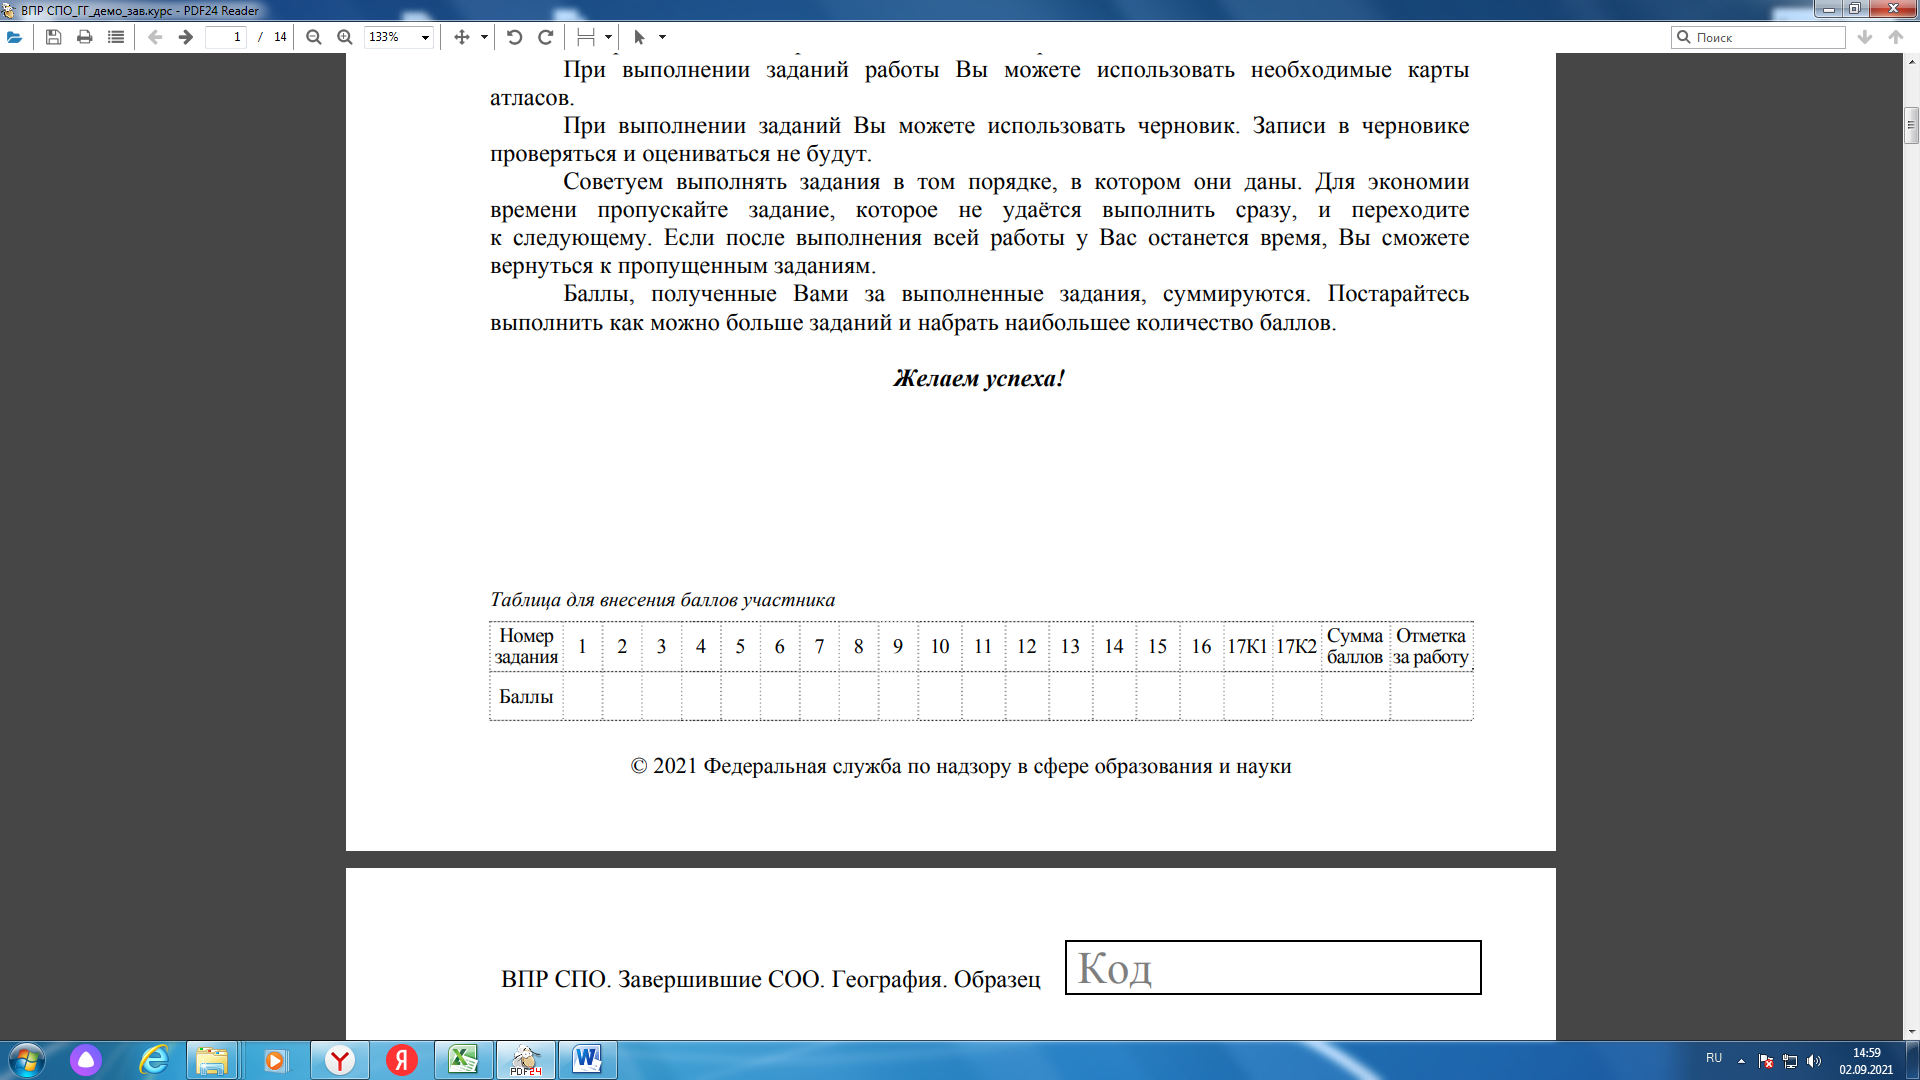 ВПР СПО_ГГ_демо_зав.курс - PDF24 Reader
1 / 14
133%
Поиск
При выполнении заданий работы Вы можете использовать необходимые карты
атласов.
При выполнении заданий Вы можете использовать черновик. Записи в черновике
проверяться и оцениваться не будут.
Советуем выполнять задания в том порядке, в котором они даны. Для экономии
времени пропускайте задание, которое не удаётся выполнить сразу, и переходите
к следующему. Если после выполнения всей работы у Вас останется время, Вы сможете
вернуться к пропущенным заданиям.
Баллы, полученные Вами за выполненные задания, суммируются. Постарайтесь
выполнить как можно больше заданий и набрать наибольшее количество баллов.
Желаем успеха!
Таблица для внесения баллов участника
Номер задания 1 2 3 4 5 6 7 8 9 10 11 12 13 14 15 16 17К1 17К2 Сумма баллов Отметка за работу
Баллы
© 2021 Федеральная служба по надзору в сфере образования и науки
ВПР СПО. Завершившие СОО. География. Образец
Код
PDF24
RU
14:59
02.09.2021